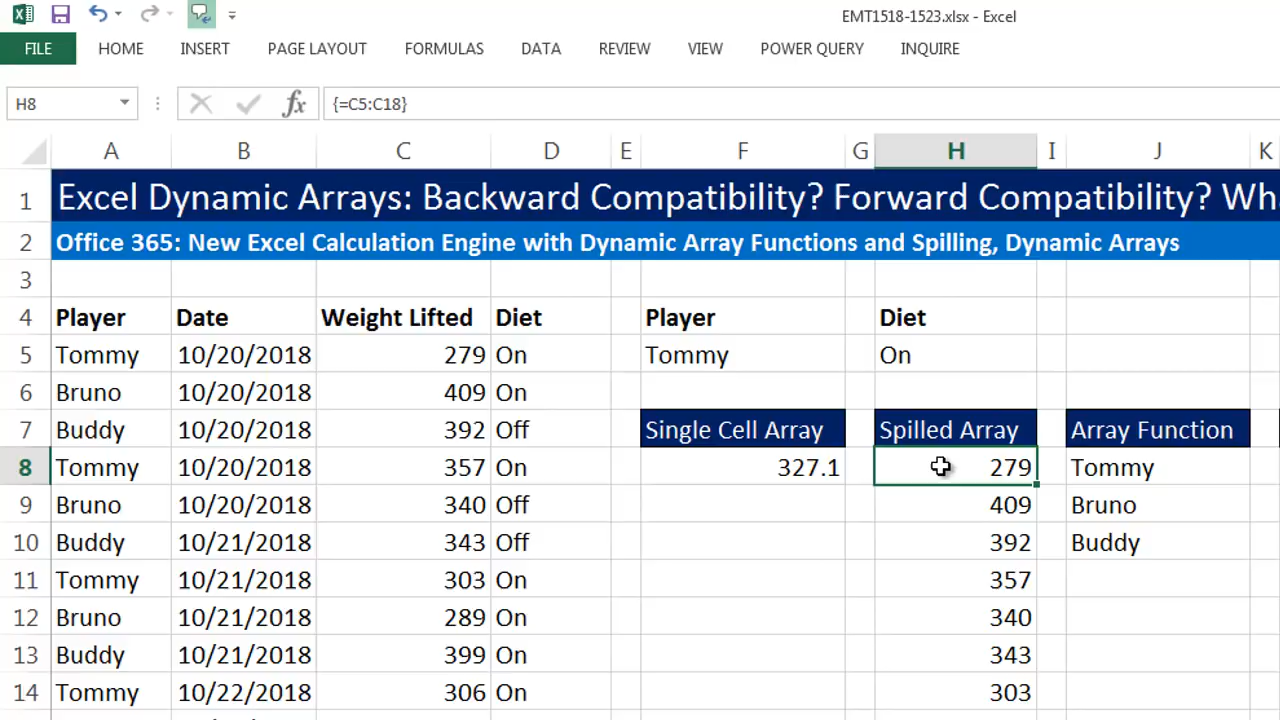 EMT1518-1523.xlsx - Excel
FILE HOME INSERT PAGE LAYOUT FORMULAS DATA REVIEW VIEW POWER QUERY INQUIRE
H8 fx {=C5:C18}
A B C D E F G H I J K
1 Excel Dynamic Arrays: Backward Compatibility? Forward Compatibility? Wha
2 Office 365: New Excel Calculation Engine with Dynamic Array Functions and Spilling, Dynamic Arrays
3
4 Player Date Weight Lifted Diet Player Diet
5 Tommy 10/20/2018 279 On Tommy On
6 Bruno 10/20/2018 409 On
7 Buddy 10/20/2018 392 Off Single Cell Array Spilled Array Array Function
8 Tommy 10/20/2018 357 On 327.1 279 Tommy
9 Bruno 10/20/2018 340 Off 409 Bruno
10 Buddy 10/21/2018 343 Off 392 Buddy
11 Tommy 10/21/2018 303 On 357
12 Bruno 10/21/2018 289 On 340
13 Buddy 10/21/2018 399 On 343
14 Tommy 10/22/2018 306 On 303